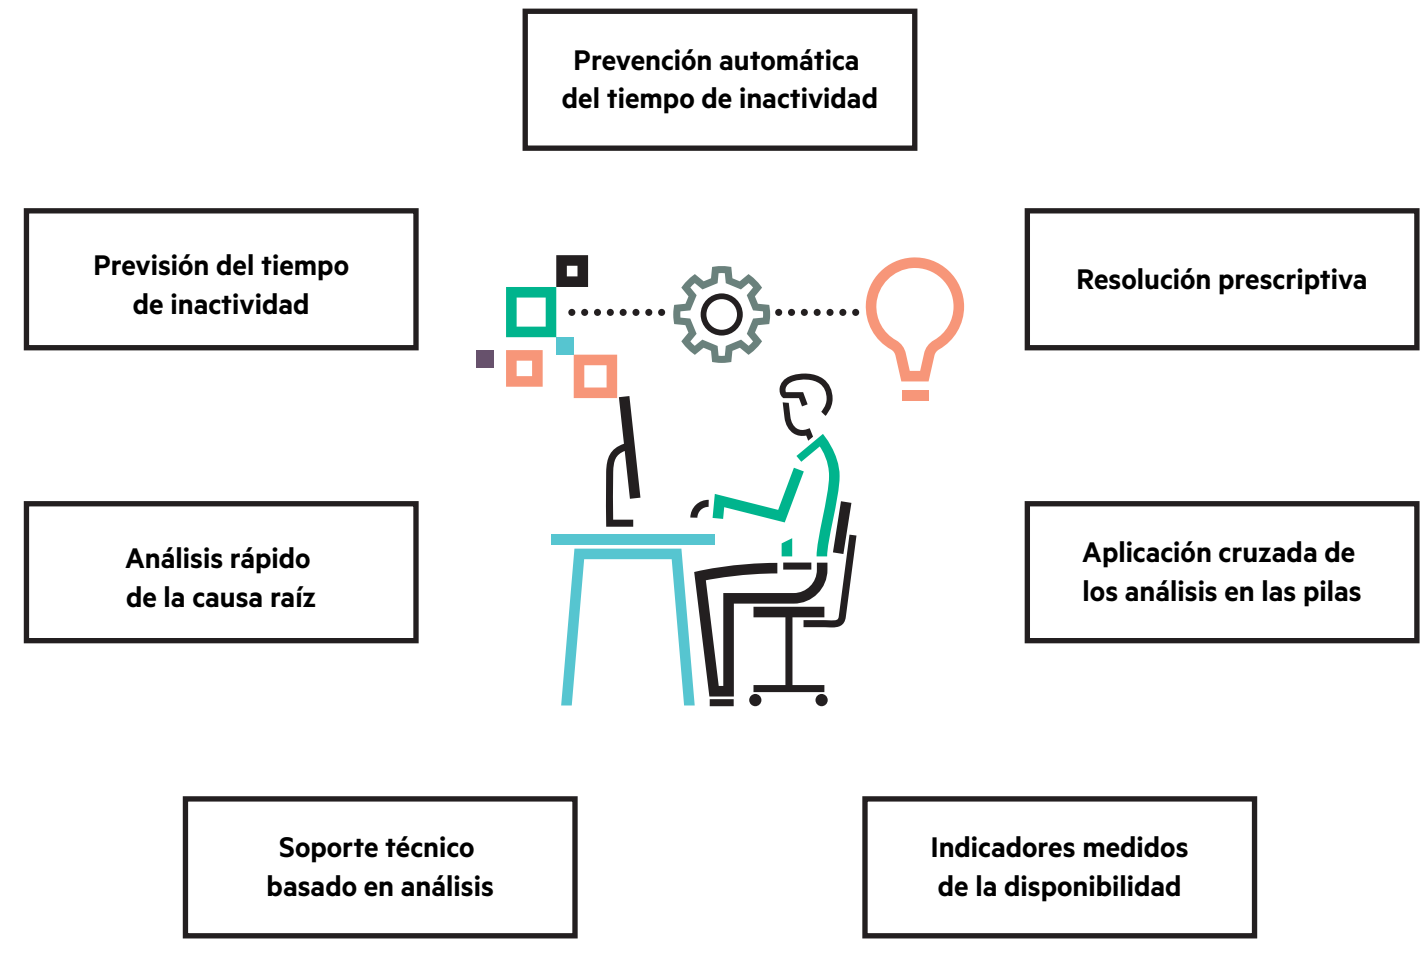 Prevención automática
del tiempo de inactividad
Previsión del tiempo
de inactividad
Resolución prescriptiva
Análisis rápido
de la causa raíz
Aplicación cruzada de
los análisis en las pilas
Soporte técnico
basado en análisis
Indicadores medidos
de la disponibilidad